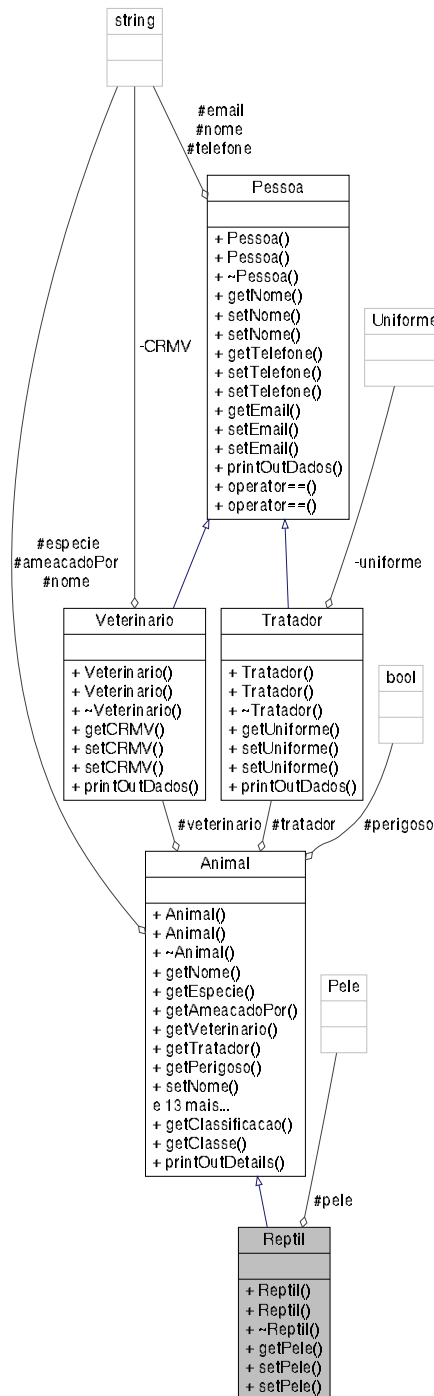 string
#email
#nome
#telefone
Pessoa
+ Pessoa()
+ Pessoa()
+ ~Pessoa()
+ getNome()
+ setNome()
+ setNome()
+ getTelefone()
+ setTelefone()
+ setTelefone()
+ getEmail()
+ setEmail()
+ setEmail()
+ printOutDados()
+ operator==()
+ operator==()
Uniforme
-CRMV
#especie
#ameacadoPor
#nome
-uniforme
Veterinario
+ Veterinario()
+ Veterinario()
+ ~Veterinario()
+ getCRMV()
+ setCRMV()
+ setCRMV()
+ printOutDados()
Tratador
+ Tratador()
+ Tratador()
+ ~Tratador()
+ getUniforme()
+ setUniforme()
+ setUniforme()
+ printOutDados()
bool
#veterinario
#tratador
#perigoso
Animal
+ Animal()
+ Animal()
+ ~Animal()
+ getNome()
+ getEspecie()
+ getAmeacadoPor()
+ getVeterinario()
+ getTratador()
+ getPerigoso()
+ setNome()
e 13 mais...
+ getClassificacao()
+ getClasse()
+ printOutDetails()
Pele
#pele
Reptil
+ Reptil()
+ Reptil()
+ ~Reptil()
+ getPele()
+ setPele()
+ setPele()